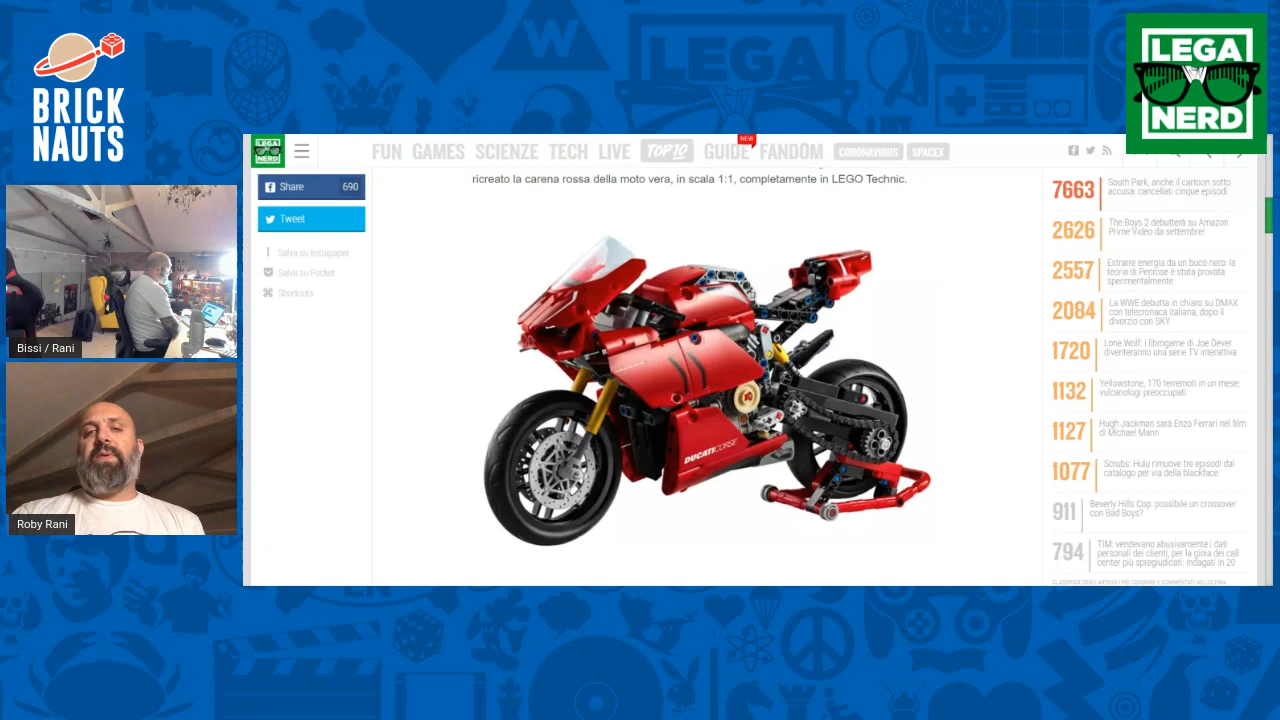 BRICK
NAUTS
LEGA
NERD
W
LEGA
LEGA
NERD
FUN GAMES SCIENZE TECH LIVE TOP10 GUIDE FANDOM CORONAVIRUS SPACEX
NEW
Share 690
Tweet
Salva su Instapaper
Salva su Pocket
Shortcuts
ricreato la carena rossa della moto vera, in scala 1:1, completamente in LEGO Technic.
DUCATI CORSE
7663 South Park, anche il cartoon sotto
accusa: cancellati cinque episodi
2626 The Boys 2 debutterà su Amazon
Prime Video da settembre!
2557 Estrarre energia da un buco nero: la
teoria di Penrose è stata provata
sperimentalmente
2084 La WWE debutta in chiaro su DMAX
con telecronaca italiana, dopo il
divorzio con SKY
1720 Lone Wolf: i librogame di Joe Dever
diventeranno una serie TV interattiva
1132 Yellowstone, 170 terremoti in un mese:
vulcanologi preoccupati
1127 Hugh Jackman sarà Enzo Ferrari nel film
di Michael Mann
1077 Scrubs: Hulu rimuove tre episodi dal
catalogo per via della blackface
911 Beverly Hills Cop: possibile un crossover
con Bad Boys?
794 TIM: vendevano abusivamente i dati
personali dei clienti, per la gioia dei call
center più spregiudicati: indagati in 20
Bissi / Rani
Roby Rani